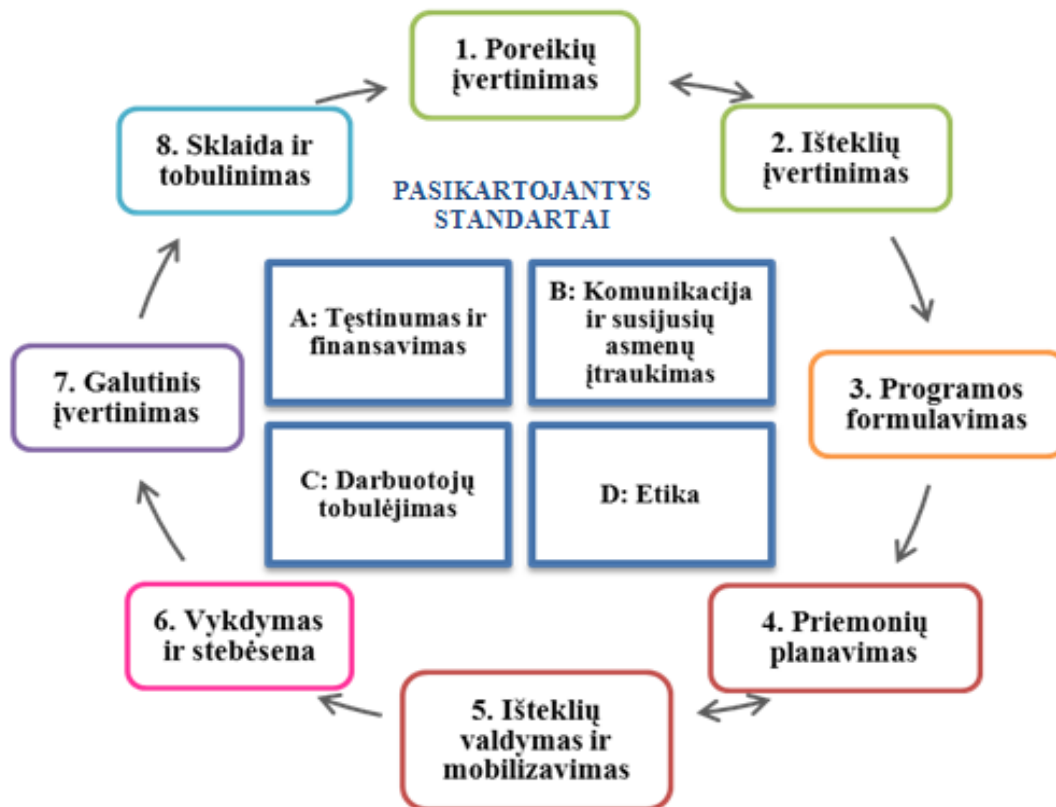 1. Poreikių
įvertinimas
2. Išteklių
įvertinimas
3. Programos
formulavimas
4. Priemonių
planavimas
5. Išteklių
valdymas ir
mobilizavimas
6. Vykdymas
ir stebėsena
7. Galutinis
įvertinimas
8. Sklaida ir
tobulinimas
PASIKARTOJANTYS
STANDARTAI
A: Tęstinumas ir
finansavimas
B: Komunikacija
ir susijusių
asmenų
įtraukimas
C: Darbuotojų
tobulėjimas
D: Etika